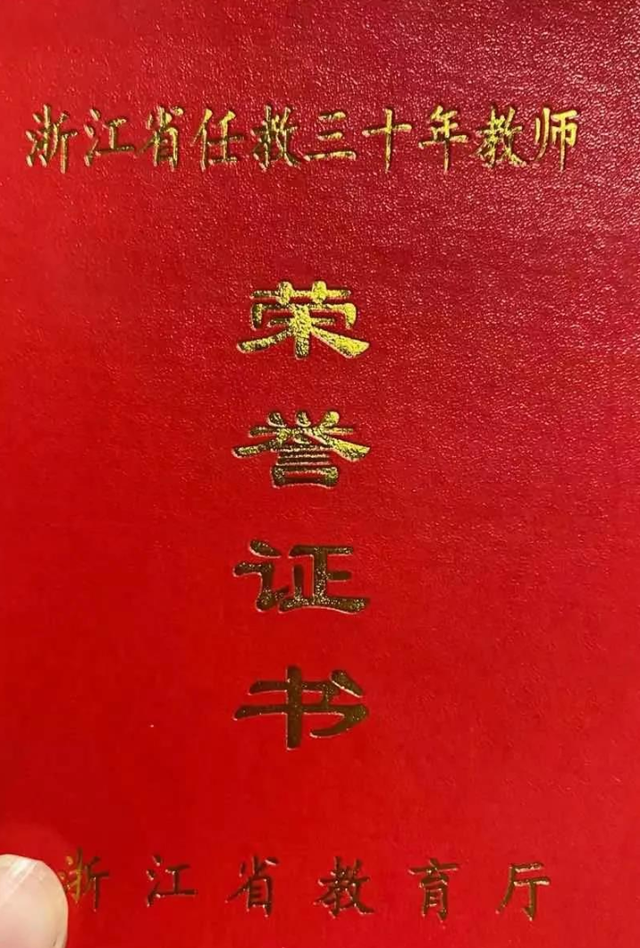 浙江省任教三十年教师
荣
誉
证
书
浙江省教育厅